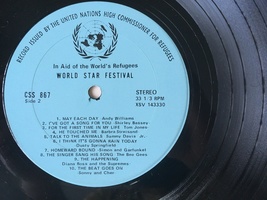 RECORD ISSUED BY THE UNITED NATIONS HIGH COMMISSIONER FOR REFUGEES
In Aid of the World's Refugees
WORLD STAR FESTIVAL
CSS 867
Side 2
STEREO
33 1/3 RPM
XSV 143330
1. MAY EACH DAY - Andy Williams
2. I'VE GOT A SONG FOR YOU - Shirley Bassey
3. FOR THE FIRST TIME IN MY LIFE - Tom Jones
4. HE TOUCHED ME - Barbra Streisand
5. TALK TO THE ANIMALS - Sammy Davis Jr.
6. I THINK IT'S GONNA RAIN TODAY
Dusty Springfield
7. HOMEWARD BOUND - Simon and Garfunkel
8. THE SINGER SANG HIS SONG - The Bee Gees
9. THE HAPPENING
Diana Ross and the Supremes
10. THE BEAT GOES ON
Sonny and Cher